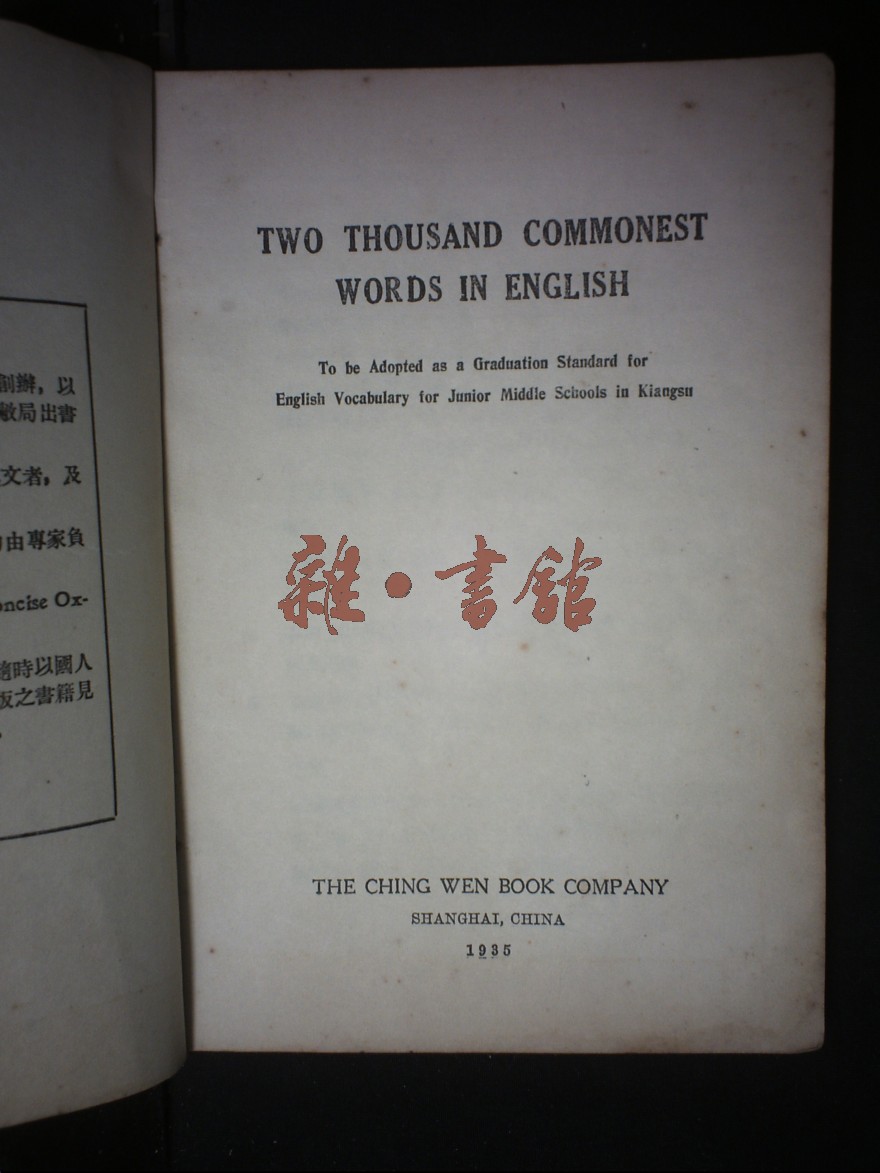 創辦，以
敝局出書
文者，及
由專家負
oncise Ox-
隨時以國人
版之書籍見
TWO THOUSAND COMMONEST
WORDS IN ENGLISH
To be Adopted as a Graduation Standard for
English Vocabulary for Junior Middle Schools in Kiangsu
雜•書館
THE CHING WEN BOOK COMPANY
SHANGHAI, CHINA
1935